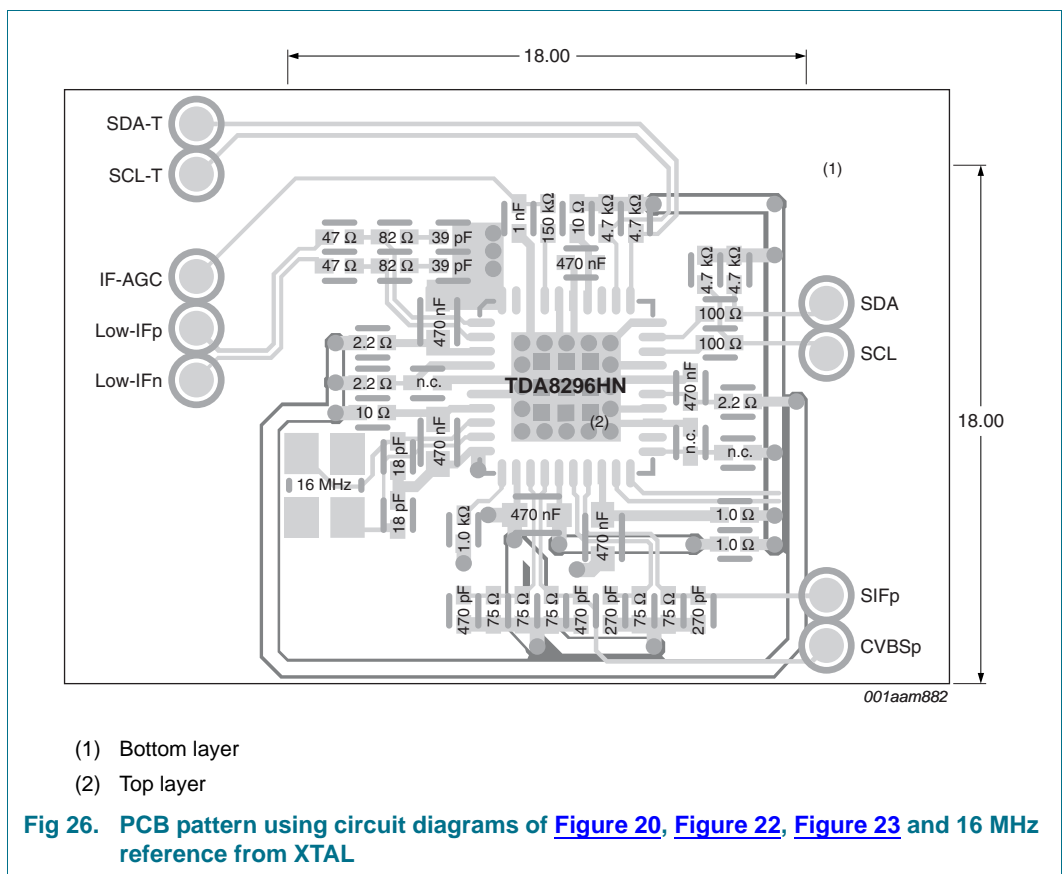 18.00
SDA-T
SCL-T
(1)
1 nF
150 kΩ
10 Ω
4.7 kΩ
4.7 kΩ
47 Ω 82 Ω 39 pF
47 Ω 82 Ω 39 pF
470 nF
4.7 kΩ
4.7 kΩ
IF-AGC
Low-IFp
Low-IFn
470 nF
100 Ω
100 Ω
SDA
SCL
2.2 Ω
2.2 Ω
n.c.
10 Ω
TDA8296HN
(2)
470 nF
2.2 Ω
18.00
n.c.
n.c.
16 MHz
18 pF
18 pF
470 nF
1.0 kΩ
470 nF
470 nF
1.0 Ω
1.0 Ω
470 pF
75 Ω
75 Ω
75 Ω
470 pF
270 pF
75 Ω
75 Ω
270 pF
SIFp
CVBSp
001aam882
(1) Bottom layer
(2) Top layer
Fig 26. PCB pattern using circuit diagrams of Figure 20, Figure 22, Figure 23 and 16 MHz
reference from XTAL